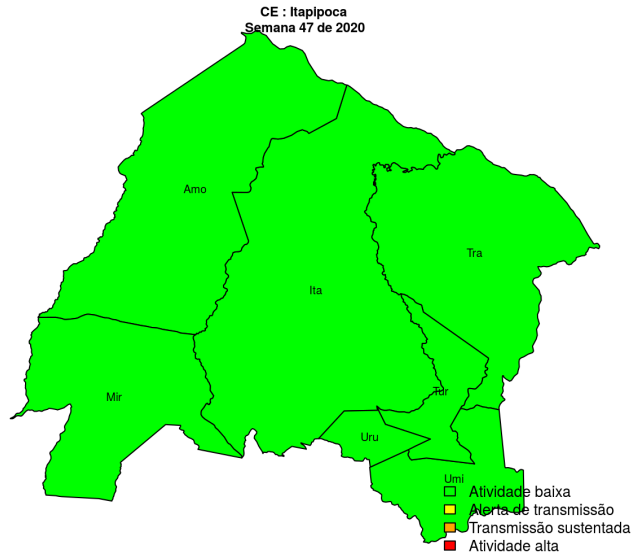 CE : Itapipoca
Semana 47 de 2020
Amo
Tra
Ita
Mir
Tur
Uru
Umi
Atividade baixa
Alerta de transmissão
Transmissão sustentada
Atividade alta